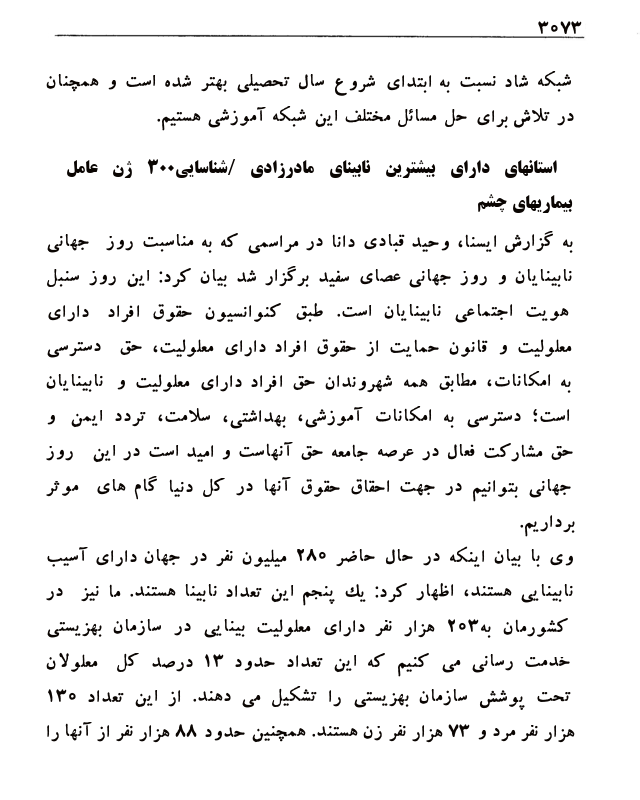 ۳۰۷۳
شبکه شاد نسبت به ابتدای شروع سال تحصیلی بهتر شده است و همچنان
در تلاش برای حل مسائل مختلف این شبکه آموزشی هستیم.
استانهای دارای بیشترین نابینای مادرزادی /شناسایی۳۰۰ ژن عامل
بیماریهای چشم
به گزارش ایسنا، وحید قبادی دانا در مراسمی که به مناسبت روز جهانی
نابینایان و روز جهانی عصای سفید برگزار شد بیان کرد: این روز سنبل
هویت اجتماعی نابینایان است. طبق کنوانسیون حقوق افراد دارای
معلولیت و قانون حمایت از حقوق افراد دارای معلولیت، حق دسترسی
به امکانات، مطابق همه شهروندان حق افراد دارای معلولیت و نابینایان
است؛ دسترسی به امکانات آموزشی، بهداشتی، سلامت، تردد ایمن و
حق مشارکت فعال در عرصه جامعه حق آنهاست و امید است در این روز
جهانی بتوانیم در جهت احقاق حقوق آنها در کل دنیا گام های موثر
برداریم.
وی با بیان اینکه در حال حاضر ۲۸۰ میلیون نفر در جهان دارای آسیب
نابینایی هستند، اظهار کرد: یك پنجم این تعداد نابینا هستند. ما نیز در
کشورمان به۲۰۳ هزار نفر دارای معلولیت بینایی در سازمان بهزیستی
خدمت رسانی می کنیم که این تعداد حدود ۱۳ درصد کل معلولان
تحت پوشش سازمان بهزیستی را تشکیل می دهند. از این تعداد ۱۳۰
هزار نفر مرد و ۷۳ هزار نفر زن هستند. همچنین حدود ۸۸ هزار نفر از آنها را